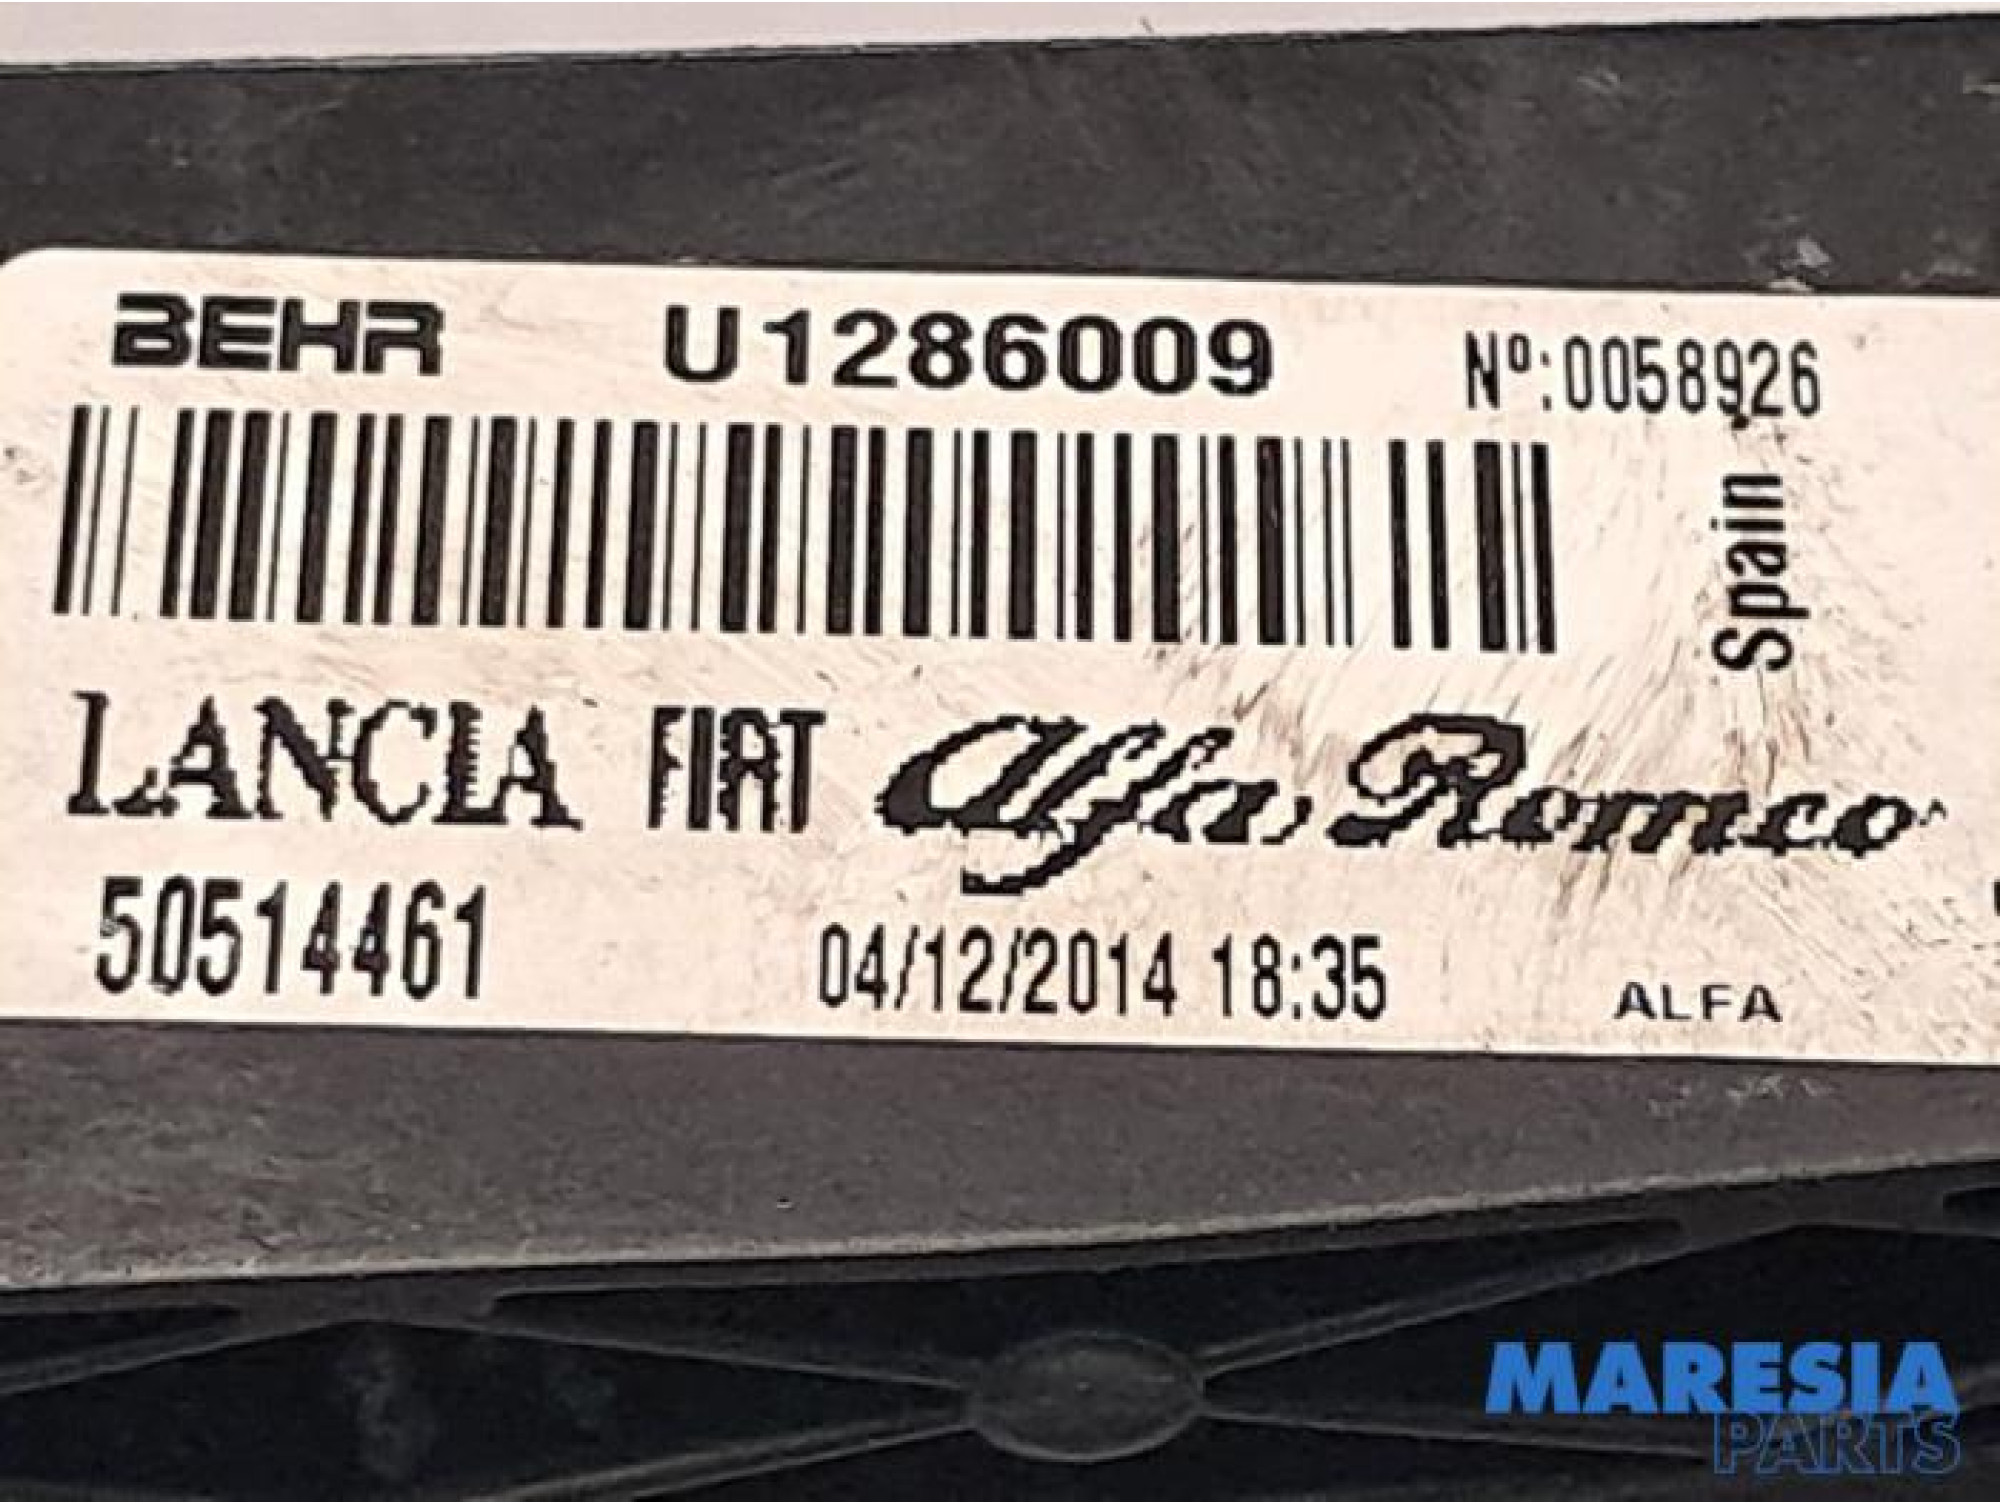 BEHR U1286009 Nº:0058926
Spain
LANCIA FIAT Alfa Romeo
50514461 04/12/2014 18:35 ALFA
MARESIA
PARTS